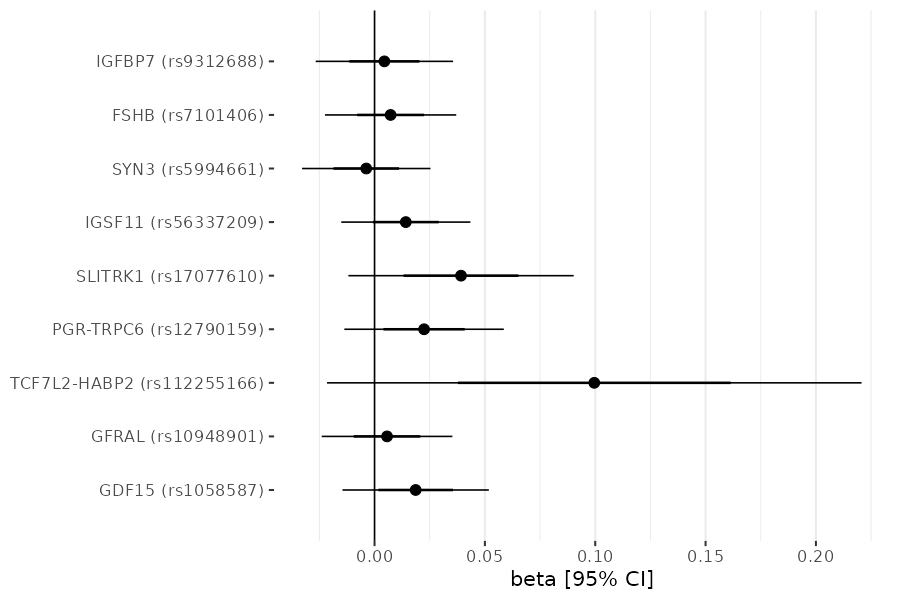 IGFBP7 (rs9312688)
FSHB (rs7101406)
SYN3 (rs5994661)
IGSF11 (rs56337209)
SLITRK1 (rs17077610)
PGR-TRPC6 (rs12790159)
TCF7L2-HABP2 (rs112255166)
GFRAL (rs10948901)
GDF15 (rs1058587)
0.00 0.05 0.10 0.15 0.20
beta [95% CI]